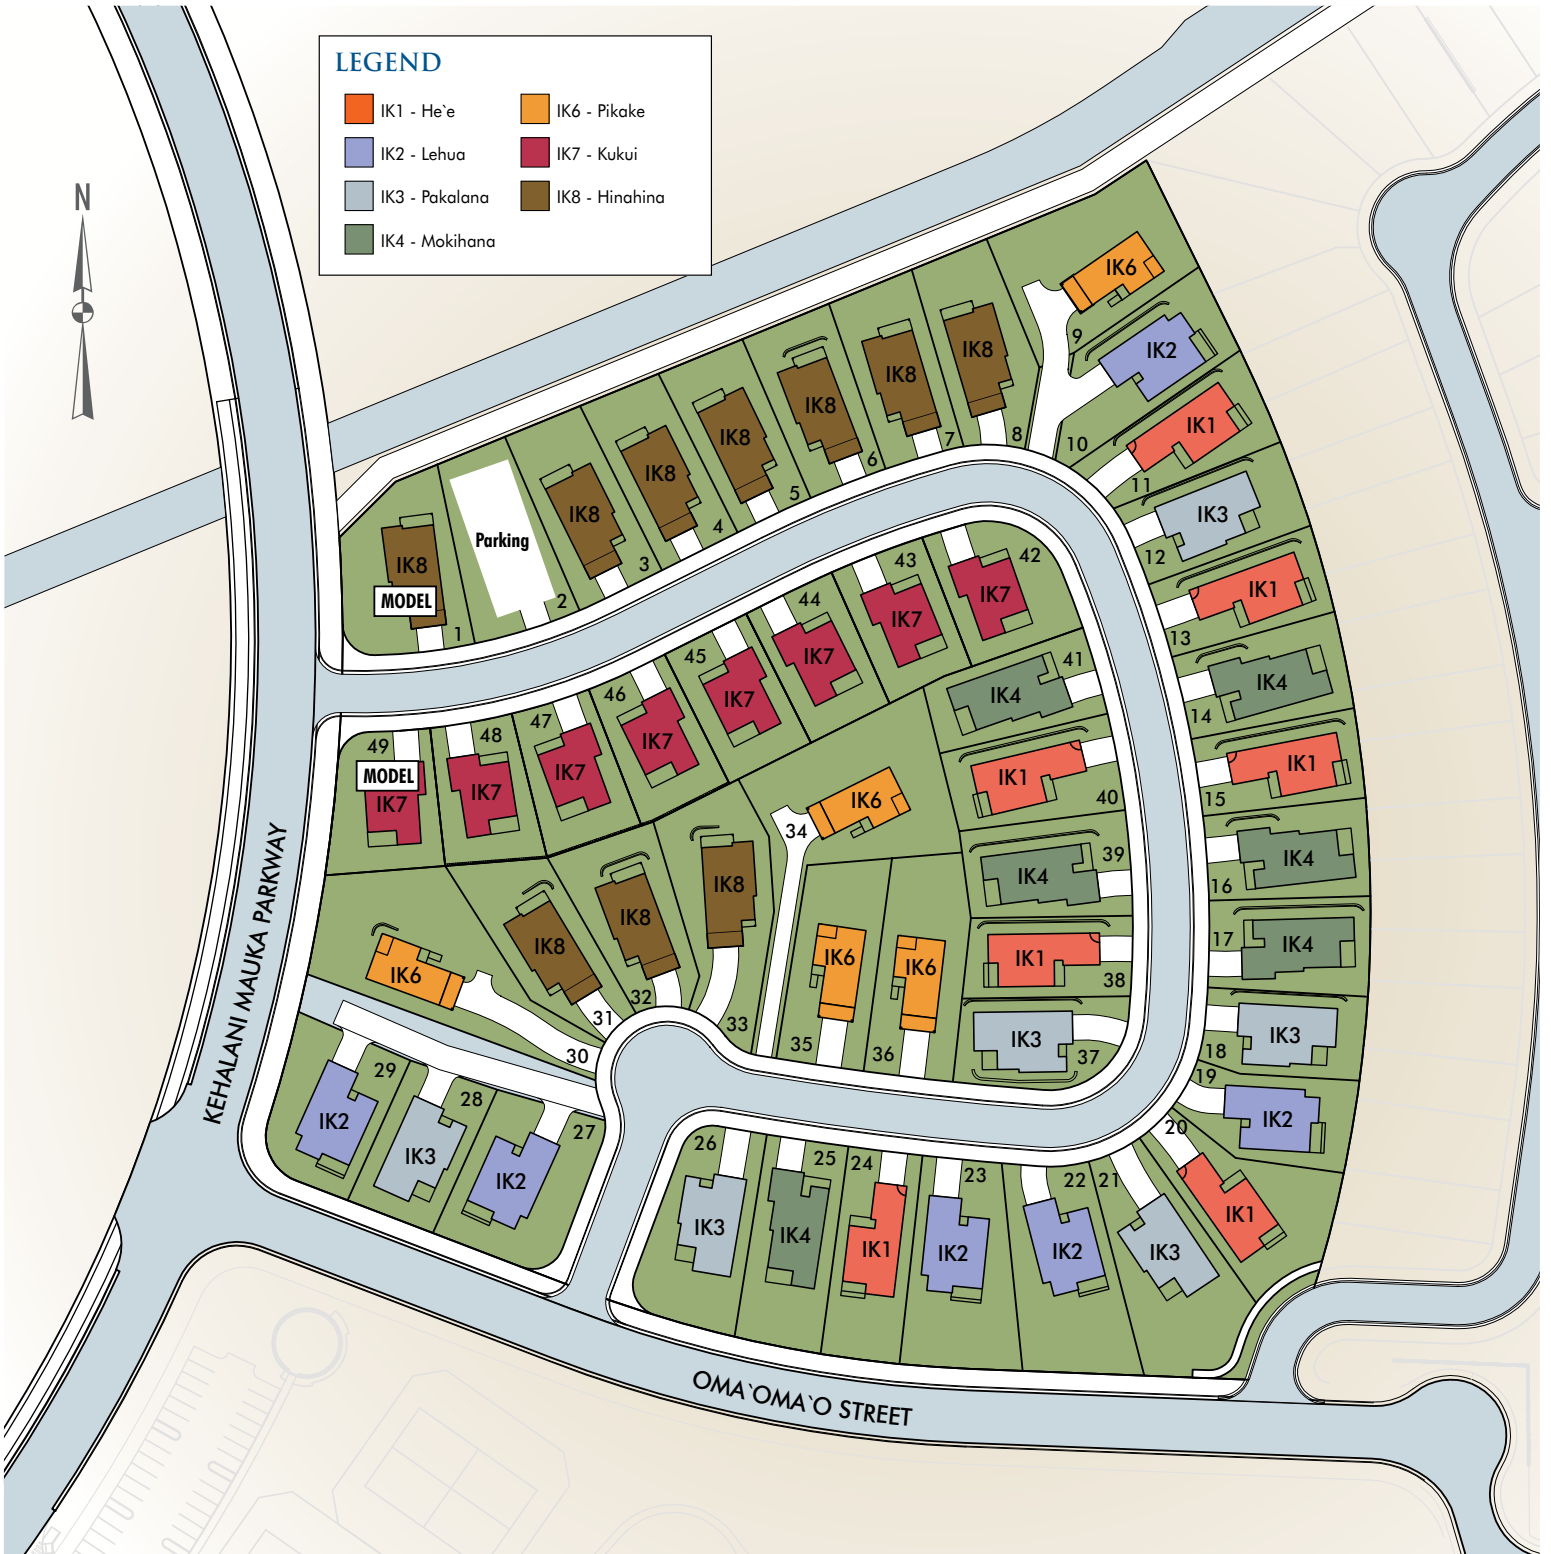 LEGEND
IK1 - He`e
IK2 - Lehua
IK3 - Pakalana
IK4 - Mokihana
IK6 - Pikake
IK7 - Kukui
IK8 - Hinahina
N
IK6
9
IK2
10
IK1
11
IK8
8
IK8
7
IK8
6
IK8
5
IK8
4
IK8
3
Parking
2
IK8
MODEL
1
IK3
12
IK1
13
IK4
14
IK1
15
IK4
16
IK4
17
IK3
18
19
IK2
20
IK1
42
IK7
43
IK7
44
IK7
45
IK7
46
IK7
47
IK7
48
IK7
49
MODEL
IK7
41
IK4
IK1
40
39
IK4
IK1
38
IK3
37
IK6
34
IK8
33
IK8
32
IK8
31
IK6
30
IK6
35
IK6
36
29
IK2
28
IK3
27
IK2
26
IK3
25
IK4
24
IK1
23
IK2
22
IK2
21
IK3
KEHALANI MAUKA PARKWAY
OMA`OMA`O STREET